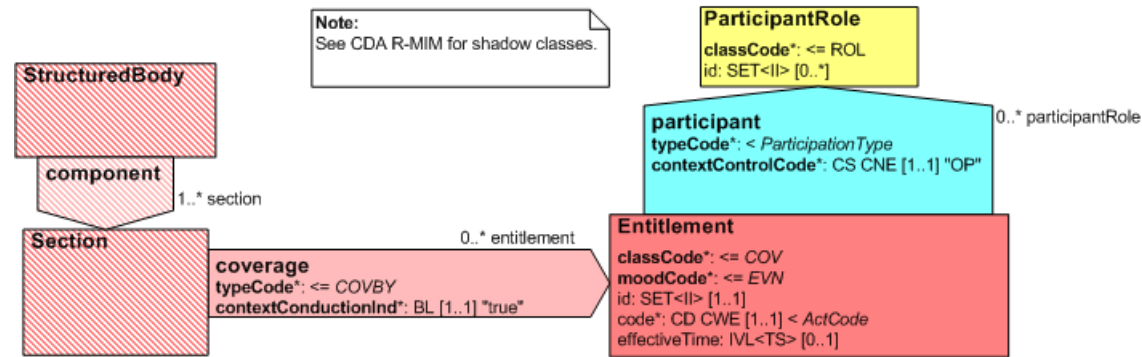 Note:
See CDA R-MIM for shadow classes.
ParticipantRole
classCode*: <= ROL
id: SET<II> [0..*]
StructuredBody
0..* participantRole
participant
typeCode*: < ParticipationType
contextControlCode*: CS CNE [1..1] "OP"
component
1..* section
Section
0..* entitlement
coverage
typeCode*: <= COVBY
contextConductionInd*: BL [1..1] "true"
Entitlement
classCode*: <= COV
moodCode*: <= EVN
id: SET<II> [1..1]
code*: CD CWE [1..1] < ActCode
effectiveTime: IVL<TS> [0..1]